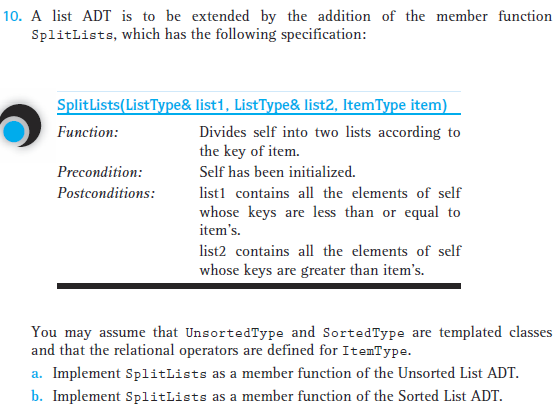 10. A list ADT is to be extended by the addition of the member function
SplitLists, which has the following specification:
SplitLists(ListType& list1, ListType& list2, ItemType item)
Function: Divides self into two lists according to
the key of item.
Precondition: Self has been initialized.
Postconditions: list1 contains all the elements of self
whose keys are less than or equal to
item's.
list2 contains all the elements of self
whose keys are greater than item's.
You may assume that UnsortedType and SortedType are templated classes
and that the relational operators are defined for ItemType.
a. Implement SplitLists as a member function of the Unsorted List ADT.
b. Implement SplitLists as a member function of the Sorted List ADT.